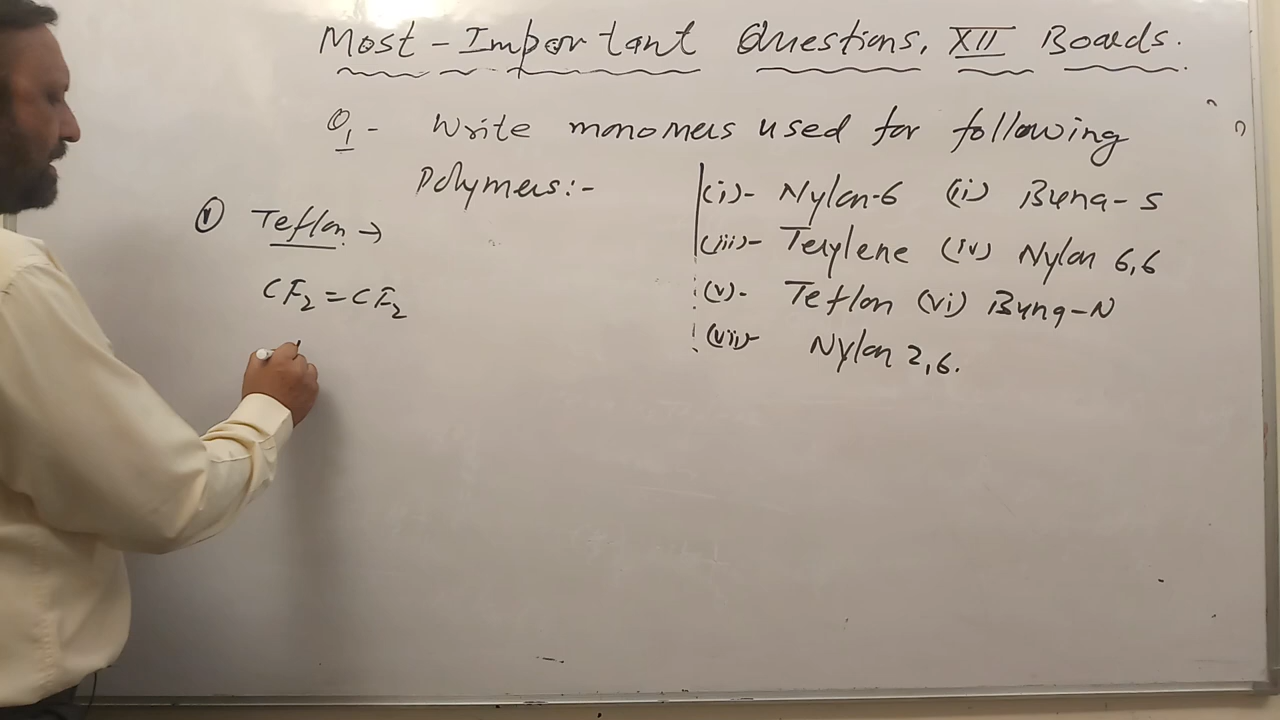 Most-Important Questions, XII Boards.
Q1- Write monomers used for following
Polymers:-
(i)- Nylon-6 (ii) Buna-S
(iii)- Terylene (iv) Nylon 6,6
(v)- Teflon (vi) Buna-N
(vii)- Nylon 2,6.
(v) Teflon →
CF2=CF2